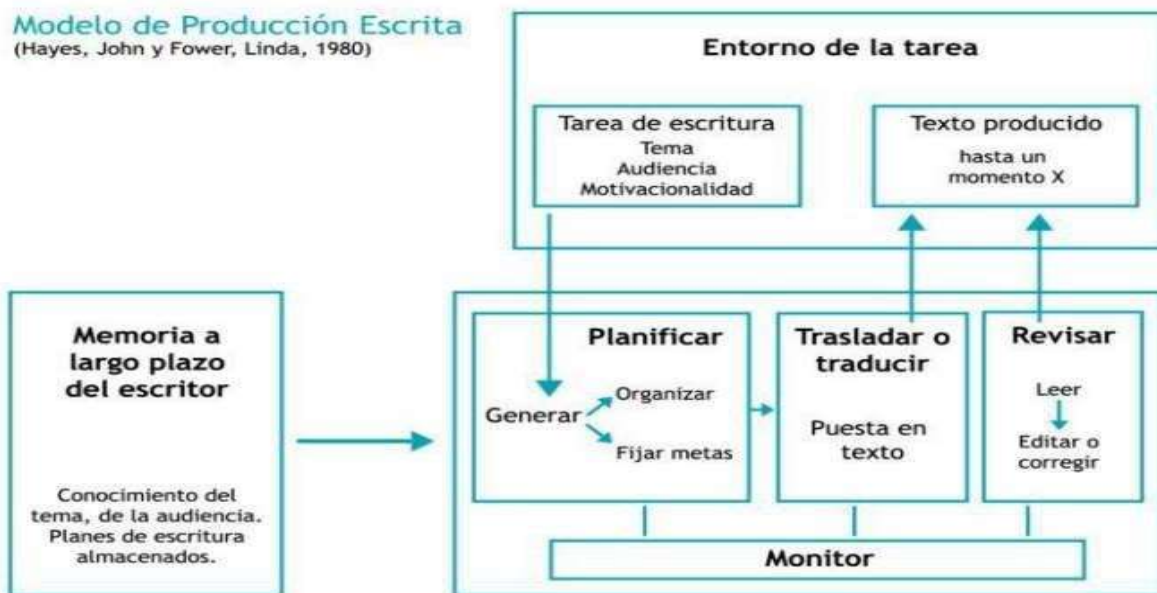 Modelo de Producción Escrita
(Hayes, John y Fower, Linda, 1980)
Entorno de la tarea
Tarea de escritura
Tema
Audiencia
Motivacionalidad
Texto producido
hasta un
momento X
Memoria a
largo plazo
del escritor
Conocimiento del
tema, de la audiencia.
Planes de escritura
almacenados.
Planificar
Generar
Organizar
Fijar metas
Trasladar o
traducir
Puesta en
texto
Revisar
Leer
Editar o
corregir
Monitor